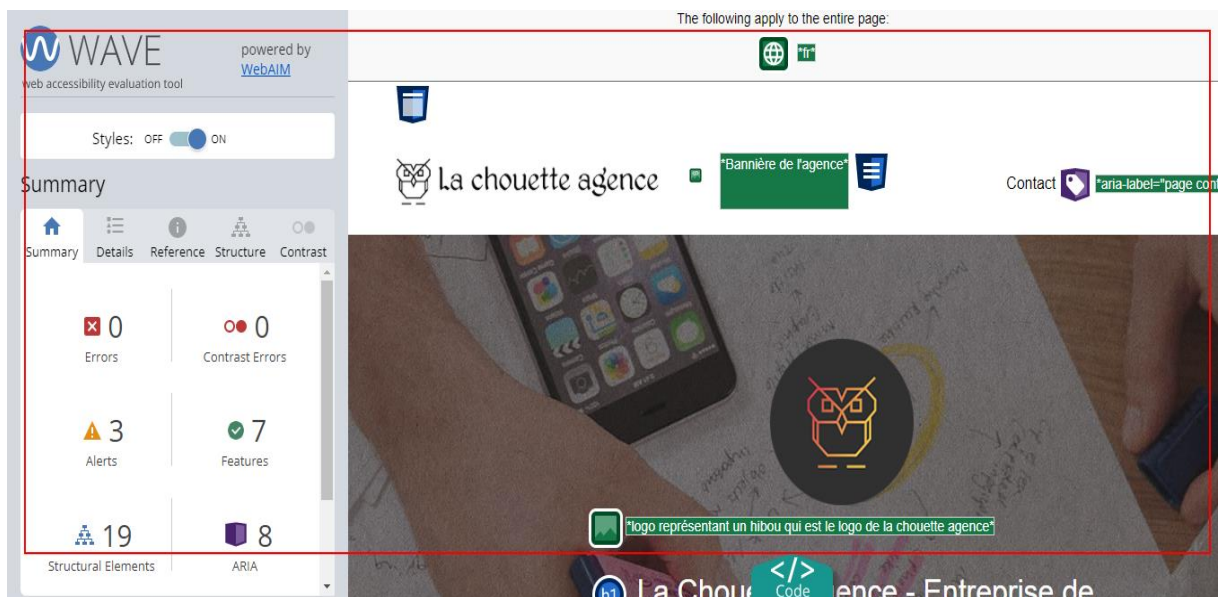 The following apply to the entire page:
*fr*
WAVE
web accessibility evaluation tool
powered by
WebAIM
Styles: OFF ON
Summary
Summary Details Reference Structure Contrast
0
Errors
0
Contrast Errors
3
Alerts
7
Features
19
Structural Elements
8
ARIA
La chouette agence
*Bannière de l'agence*
Contact
*aria-label="page cont
*logo représentant un hibou qui est le logo de la chouette agence*
h1
</>
Code
La Chou
ence - Entreprise de